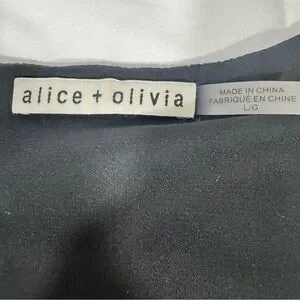 alice + olivia
MADE IN CHINA
FABRIQUÉ EN CHINE
L/G